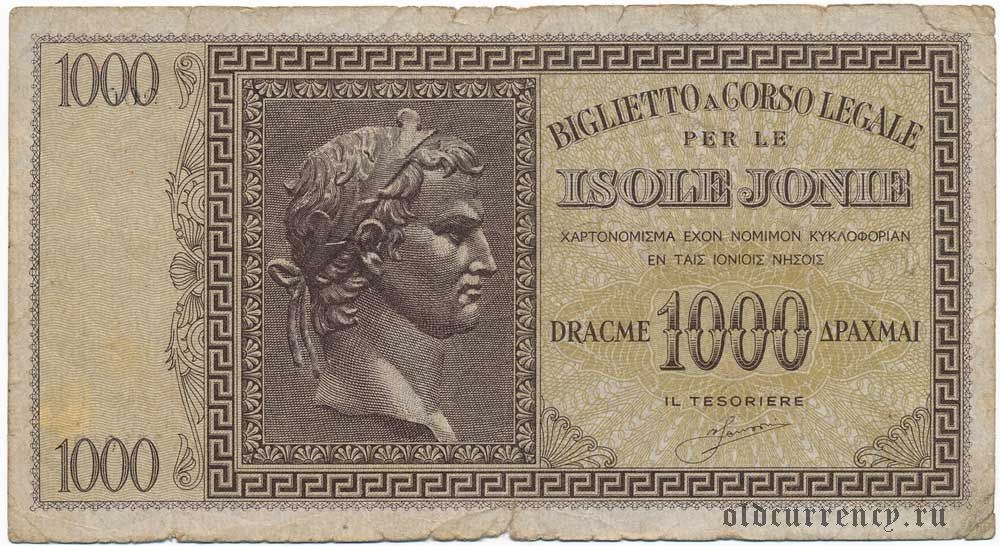 1000
BIGLIETTO A CORSO LEGALE
PER LE
ISOLE JONIE
ΧΑΡΤΟΝΟΜΙΣΜΑ ΕΧΟΝ ΝΟΜΙΜΟΝ ΚΥΚΛΟΦΟΡΙΑΝ
ΕΝ ΤΑΙΣ ΙΟΝΙΟΙΣ ΝΗΣΟΙΣ
DRACME 1000 ΔΡΑΧΜΑΙ
IL TESORIERE
1000
oldcurrency.ru